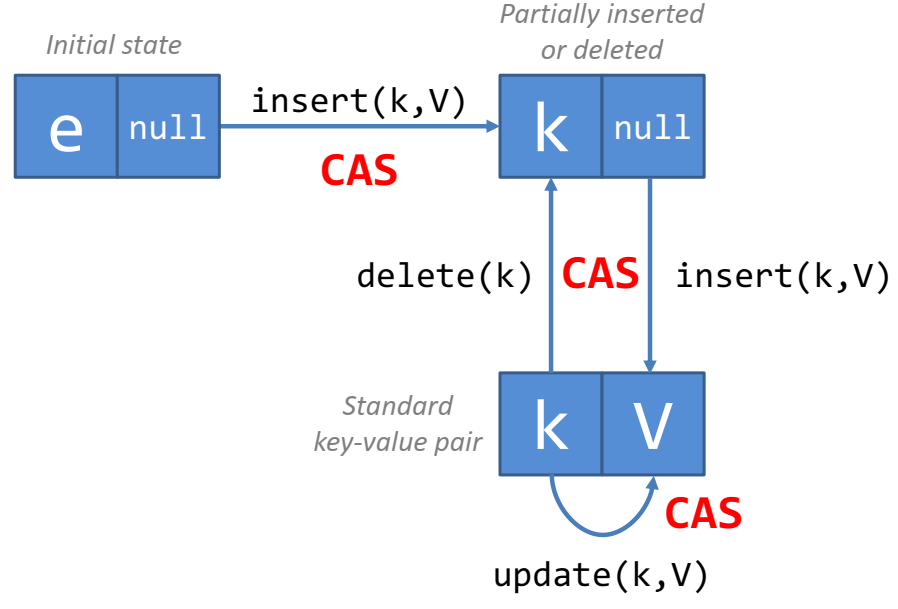 Partially inserted
or deleted
Initial state
e
null
insert(k,V)
CAS
k
null
delete(k)
CAS
insert(k,V)
Standard
key-value pair
k
V
CAS
update(k,V)